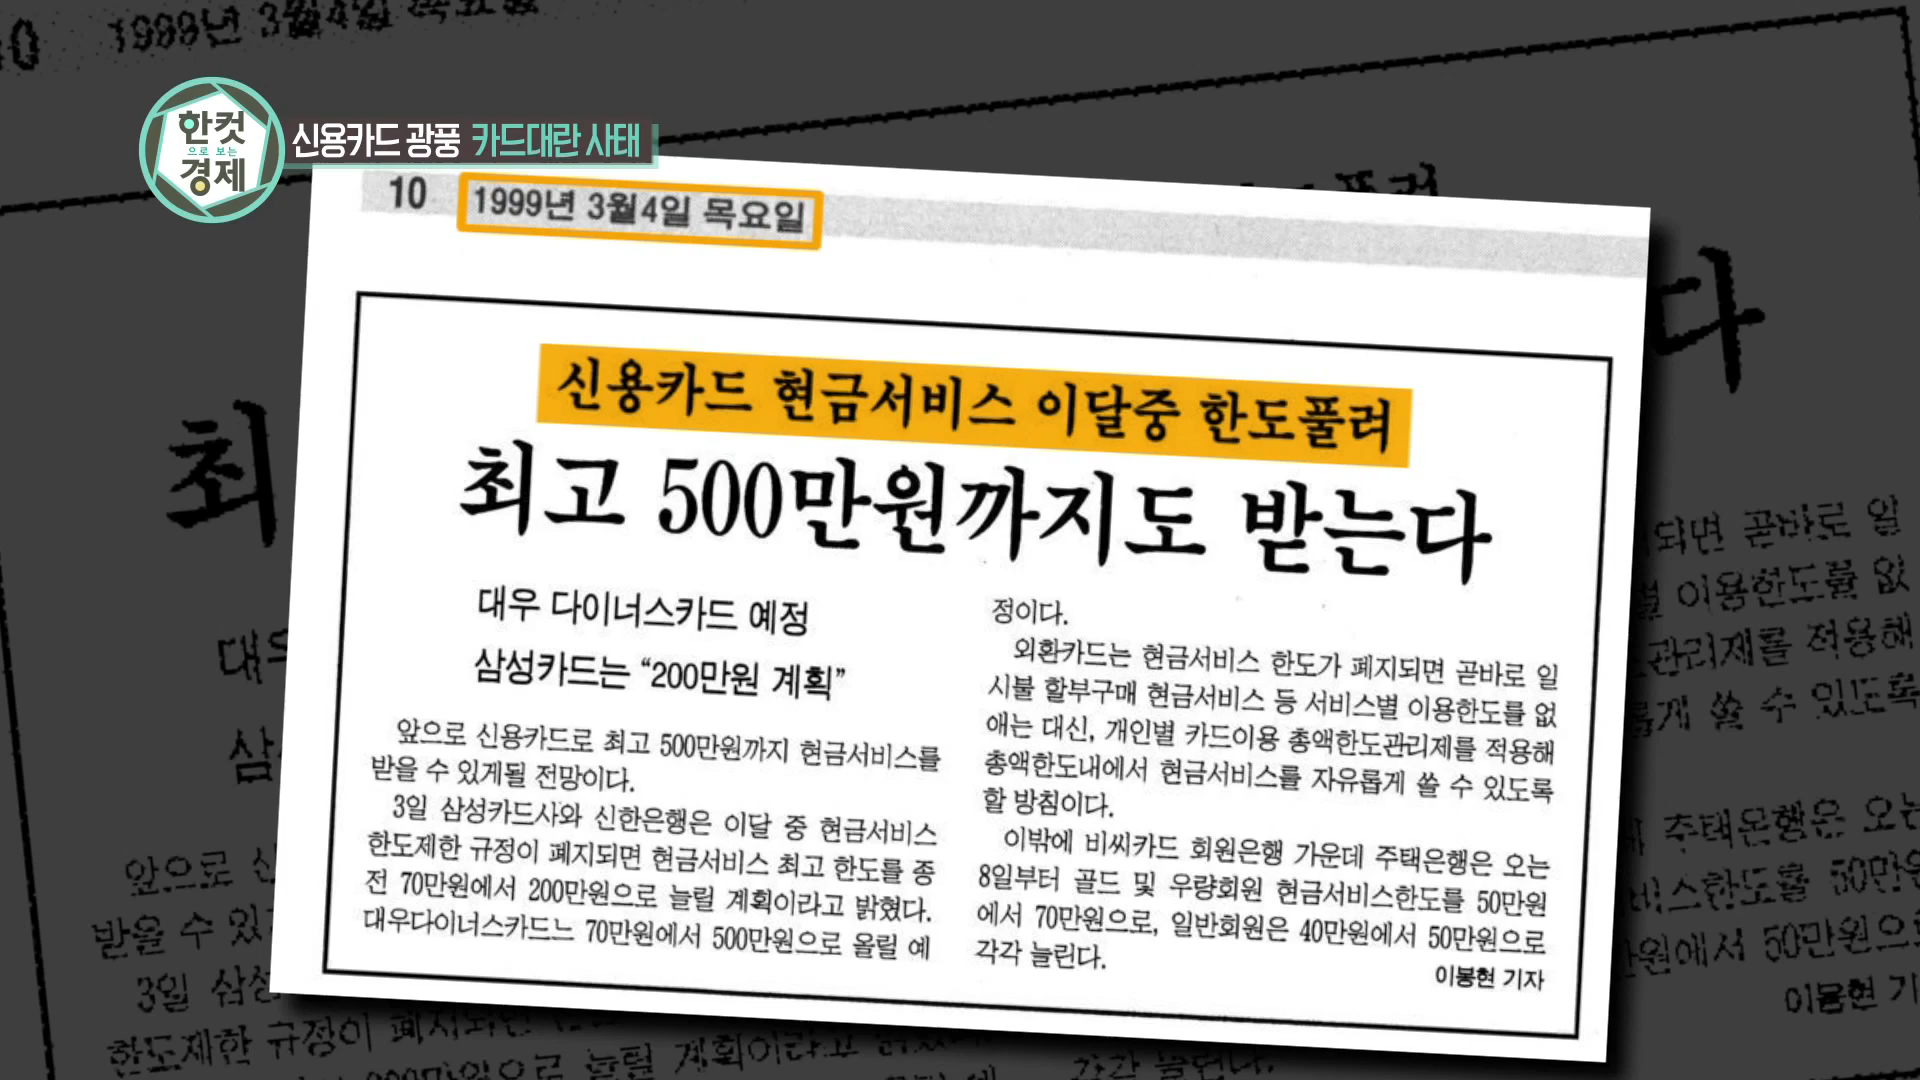 한컷
으로 보는
경제
신용카드 광풍 카드대란 사태
10 1999년 3월4일 목요일
신용카드 현금서비스 이달중 한도풀려
최고 500만원까지도 받는다
대우 다이너스카드 예정
삼성카드는 “200만원 계획”
앞으로 신용카드로 최고 500만원까지 현금서비스를
받을 수 있게될 전망이다.
3일 삼성카드사와 신한은행은 이달 중 현금서비스
한도제한 규정이 폐지되면 현금서비스 최고 한도를 종
전 70만원에서 200만원으로 늘릴 계획이라고 밝혔다.
대우다이너스카드느 70만원에서 500만원으로 올릴 예
정이다.
외환카드는 현금서비스 한도가 폐지되면 곧바로 일
시불 할부구매 현금서비스 등 서비스별 이용한도를 없
애는 대신, 개인별 카드이용 총액한도관리제를 적용해
총액한도내에서 현금서비스를 자유롭게 쓸 수 있도록
할 방침이다.
이밖에 비씨카드 회원은행 가운데 주택은행은 오는
8일부터 골드 및 우량회원 현금서비스한도를 50만원
에서 70만원으로, 일반회원은 40만원에서 50만원으로
각각 늘린다.
이봉현 기자